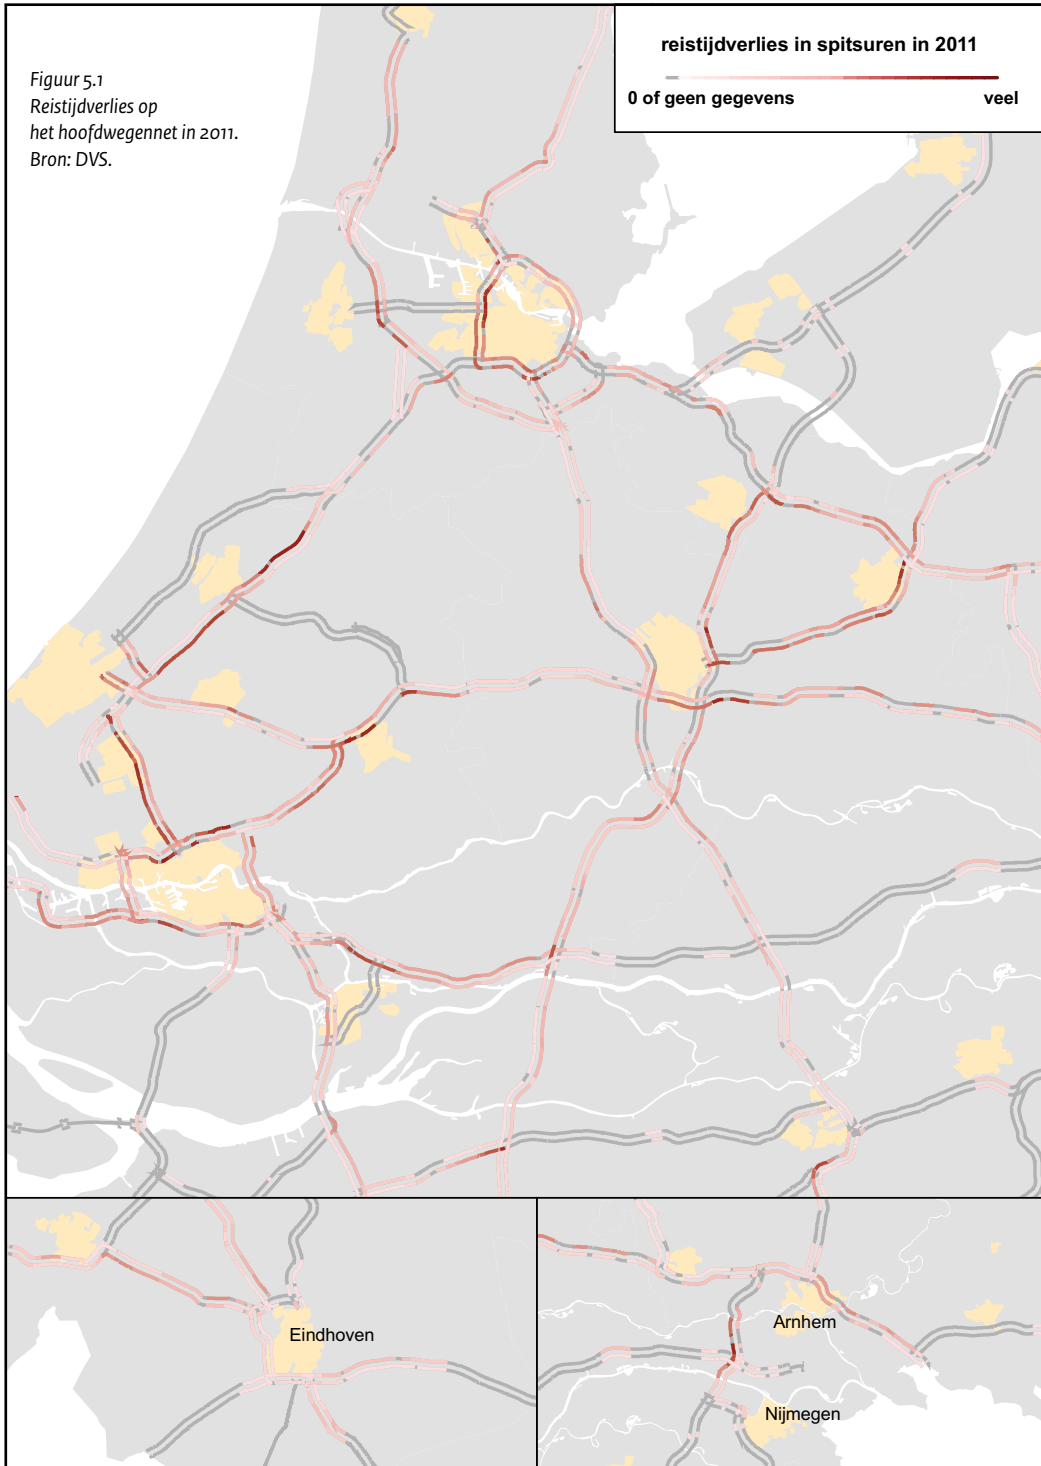 Figuur 5.1
Reistijdverlies op
het hoofdwegennet in 2011.
Bron: DVS.
reistijdverlies in spitsuren in 2011
0 of geen gegevens veel
Eindhoven
Arnhem
Nijmegen